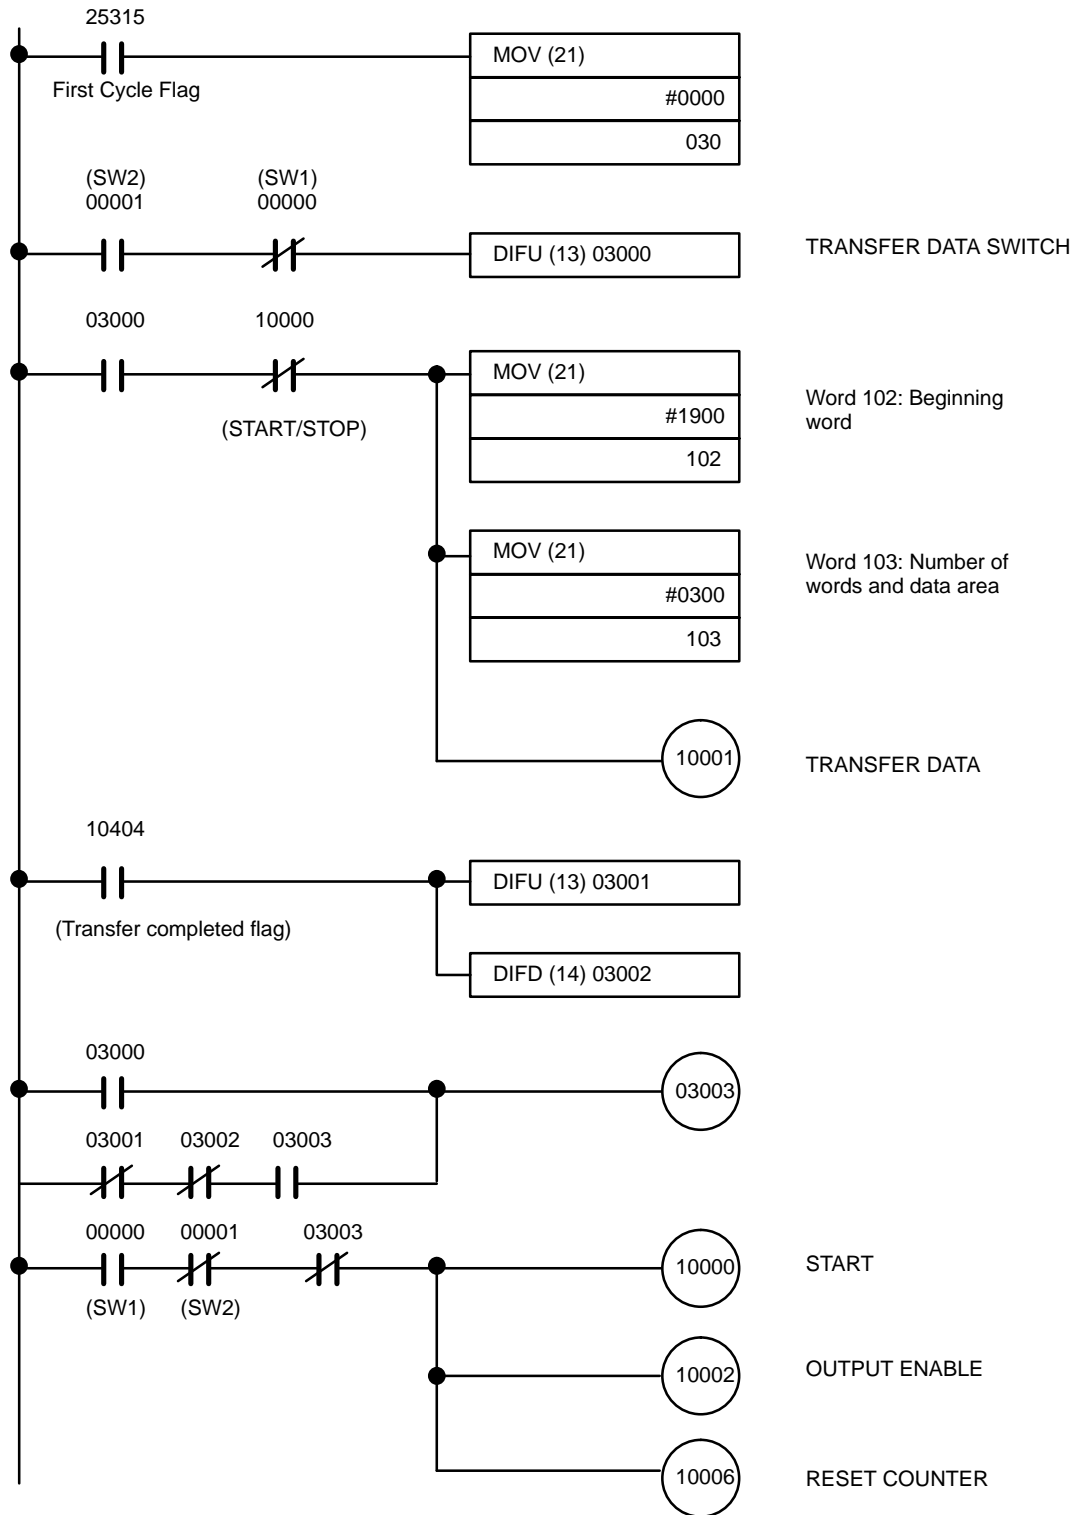 25315
MOV (21)
First Cycle Flag
#0000
030
(SW2) (SW1)
00001 00000
DIFU (13) 03000
TRANSFER DATA SWITCH
03000 10000
MOV (21)
(START/STOP)
#1900
102
Word 102: Beginning
word
MOV (21)
#0300
103
Word 103: Number of
words and data area
10001
TRANSFER DATA
10404
DIFU (13) 03001
(Transfer completed flag)
DIFD (14) 03002
03000
03003
03001 03002 03003
00000 00001 03003
10000
START
(SW1) (SW2)
10002
OUTPUT ENABLE
10006
RESET COUNTER